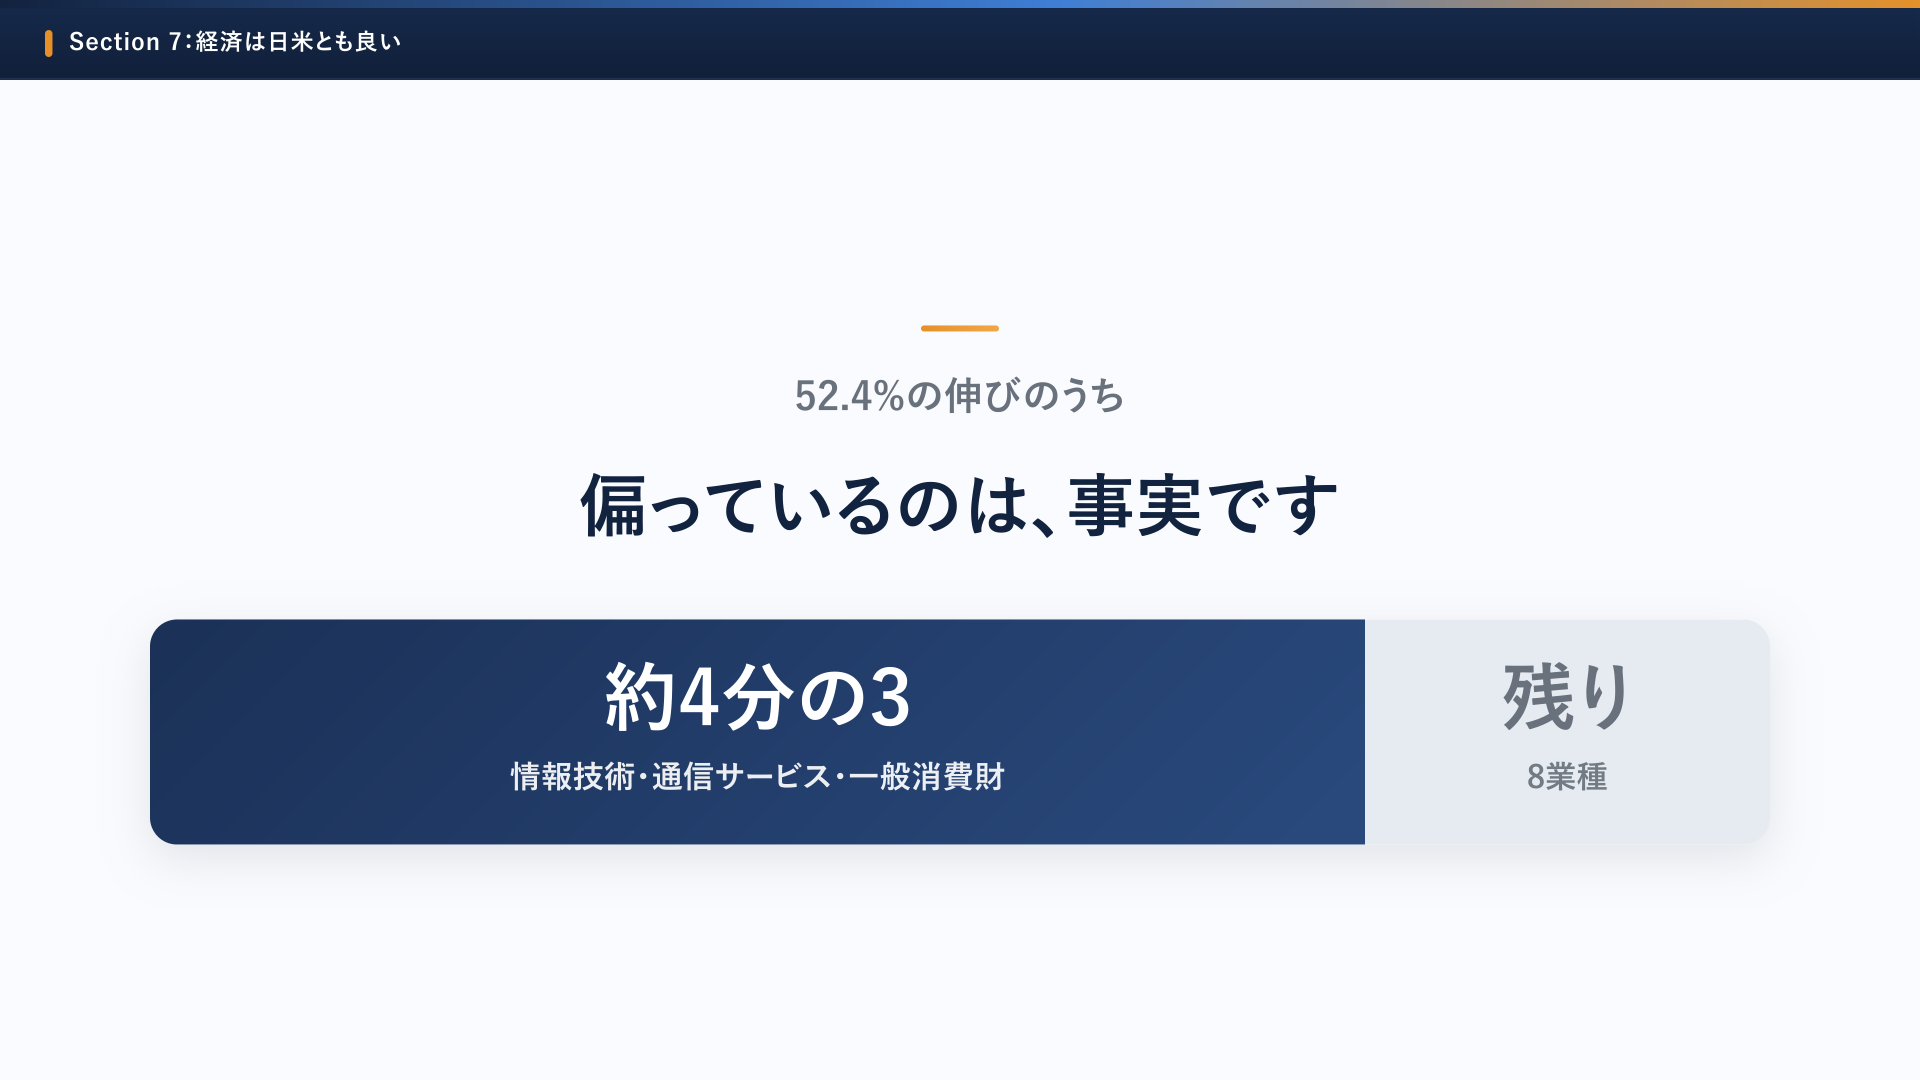 Section 7：経済は日米とも良い
52.4%の伸びのうち
偏っているのは、事実です
約4分の3
情報技術・通信サービス・一般消費財
残り
8業種